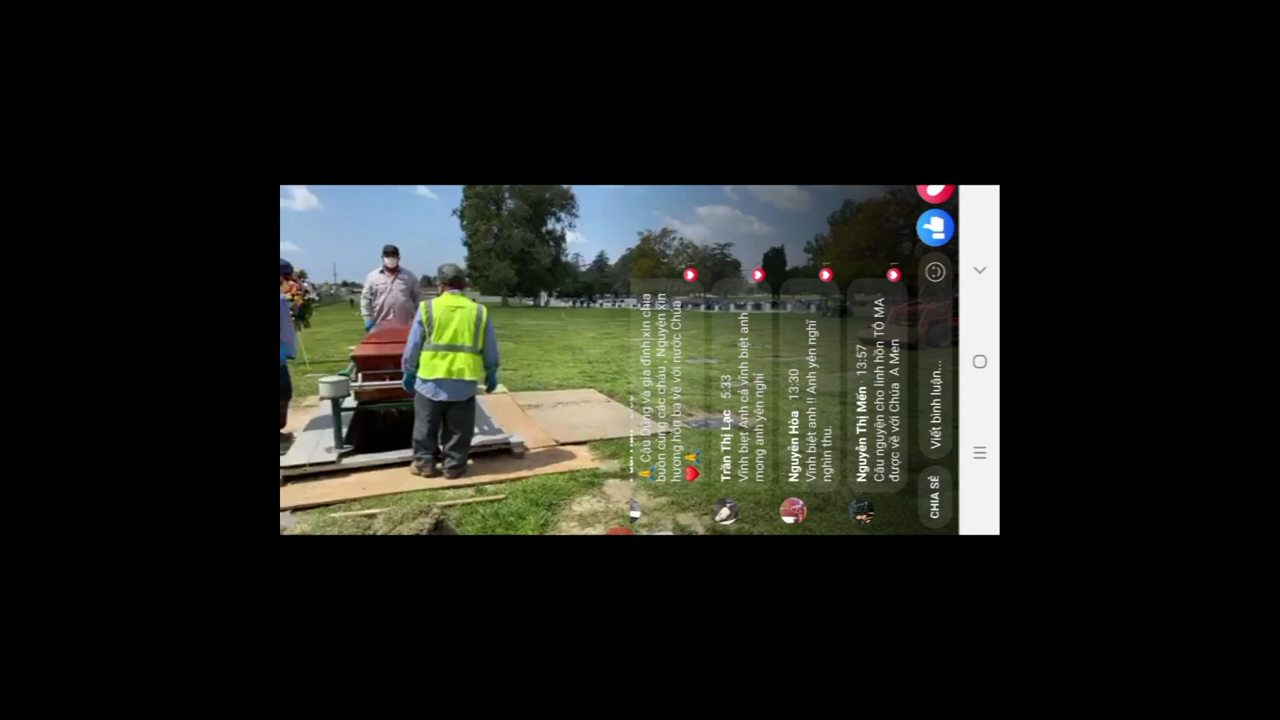 🙏 Cầu băng và gia đình xin chia
buồn cùng các cháu , Nguyện xin
hương hồn ba về với nước Chúa
❤️🙏
Trần Thị Lạc · 5:33
Vĩnh biệt Anh cả vĩnh biệt anh
mong anh yên nghỉ
Nguyễn Hòa · 13:30
Vĩnh biệt anh !! Anh yên nghĩ
nghìn thu.
Nguyễn Thị Mến · 13:57
Cầu nguyện cho linh hồn TÔ MA
được về với Chúa A Men
CHIA SẺ
Viết bình luận...